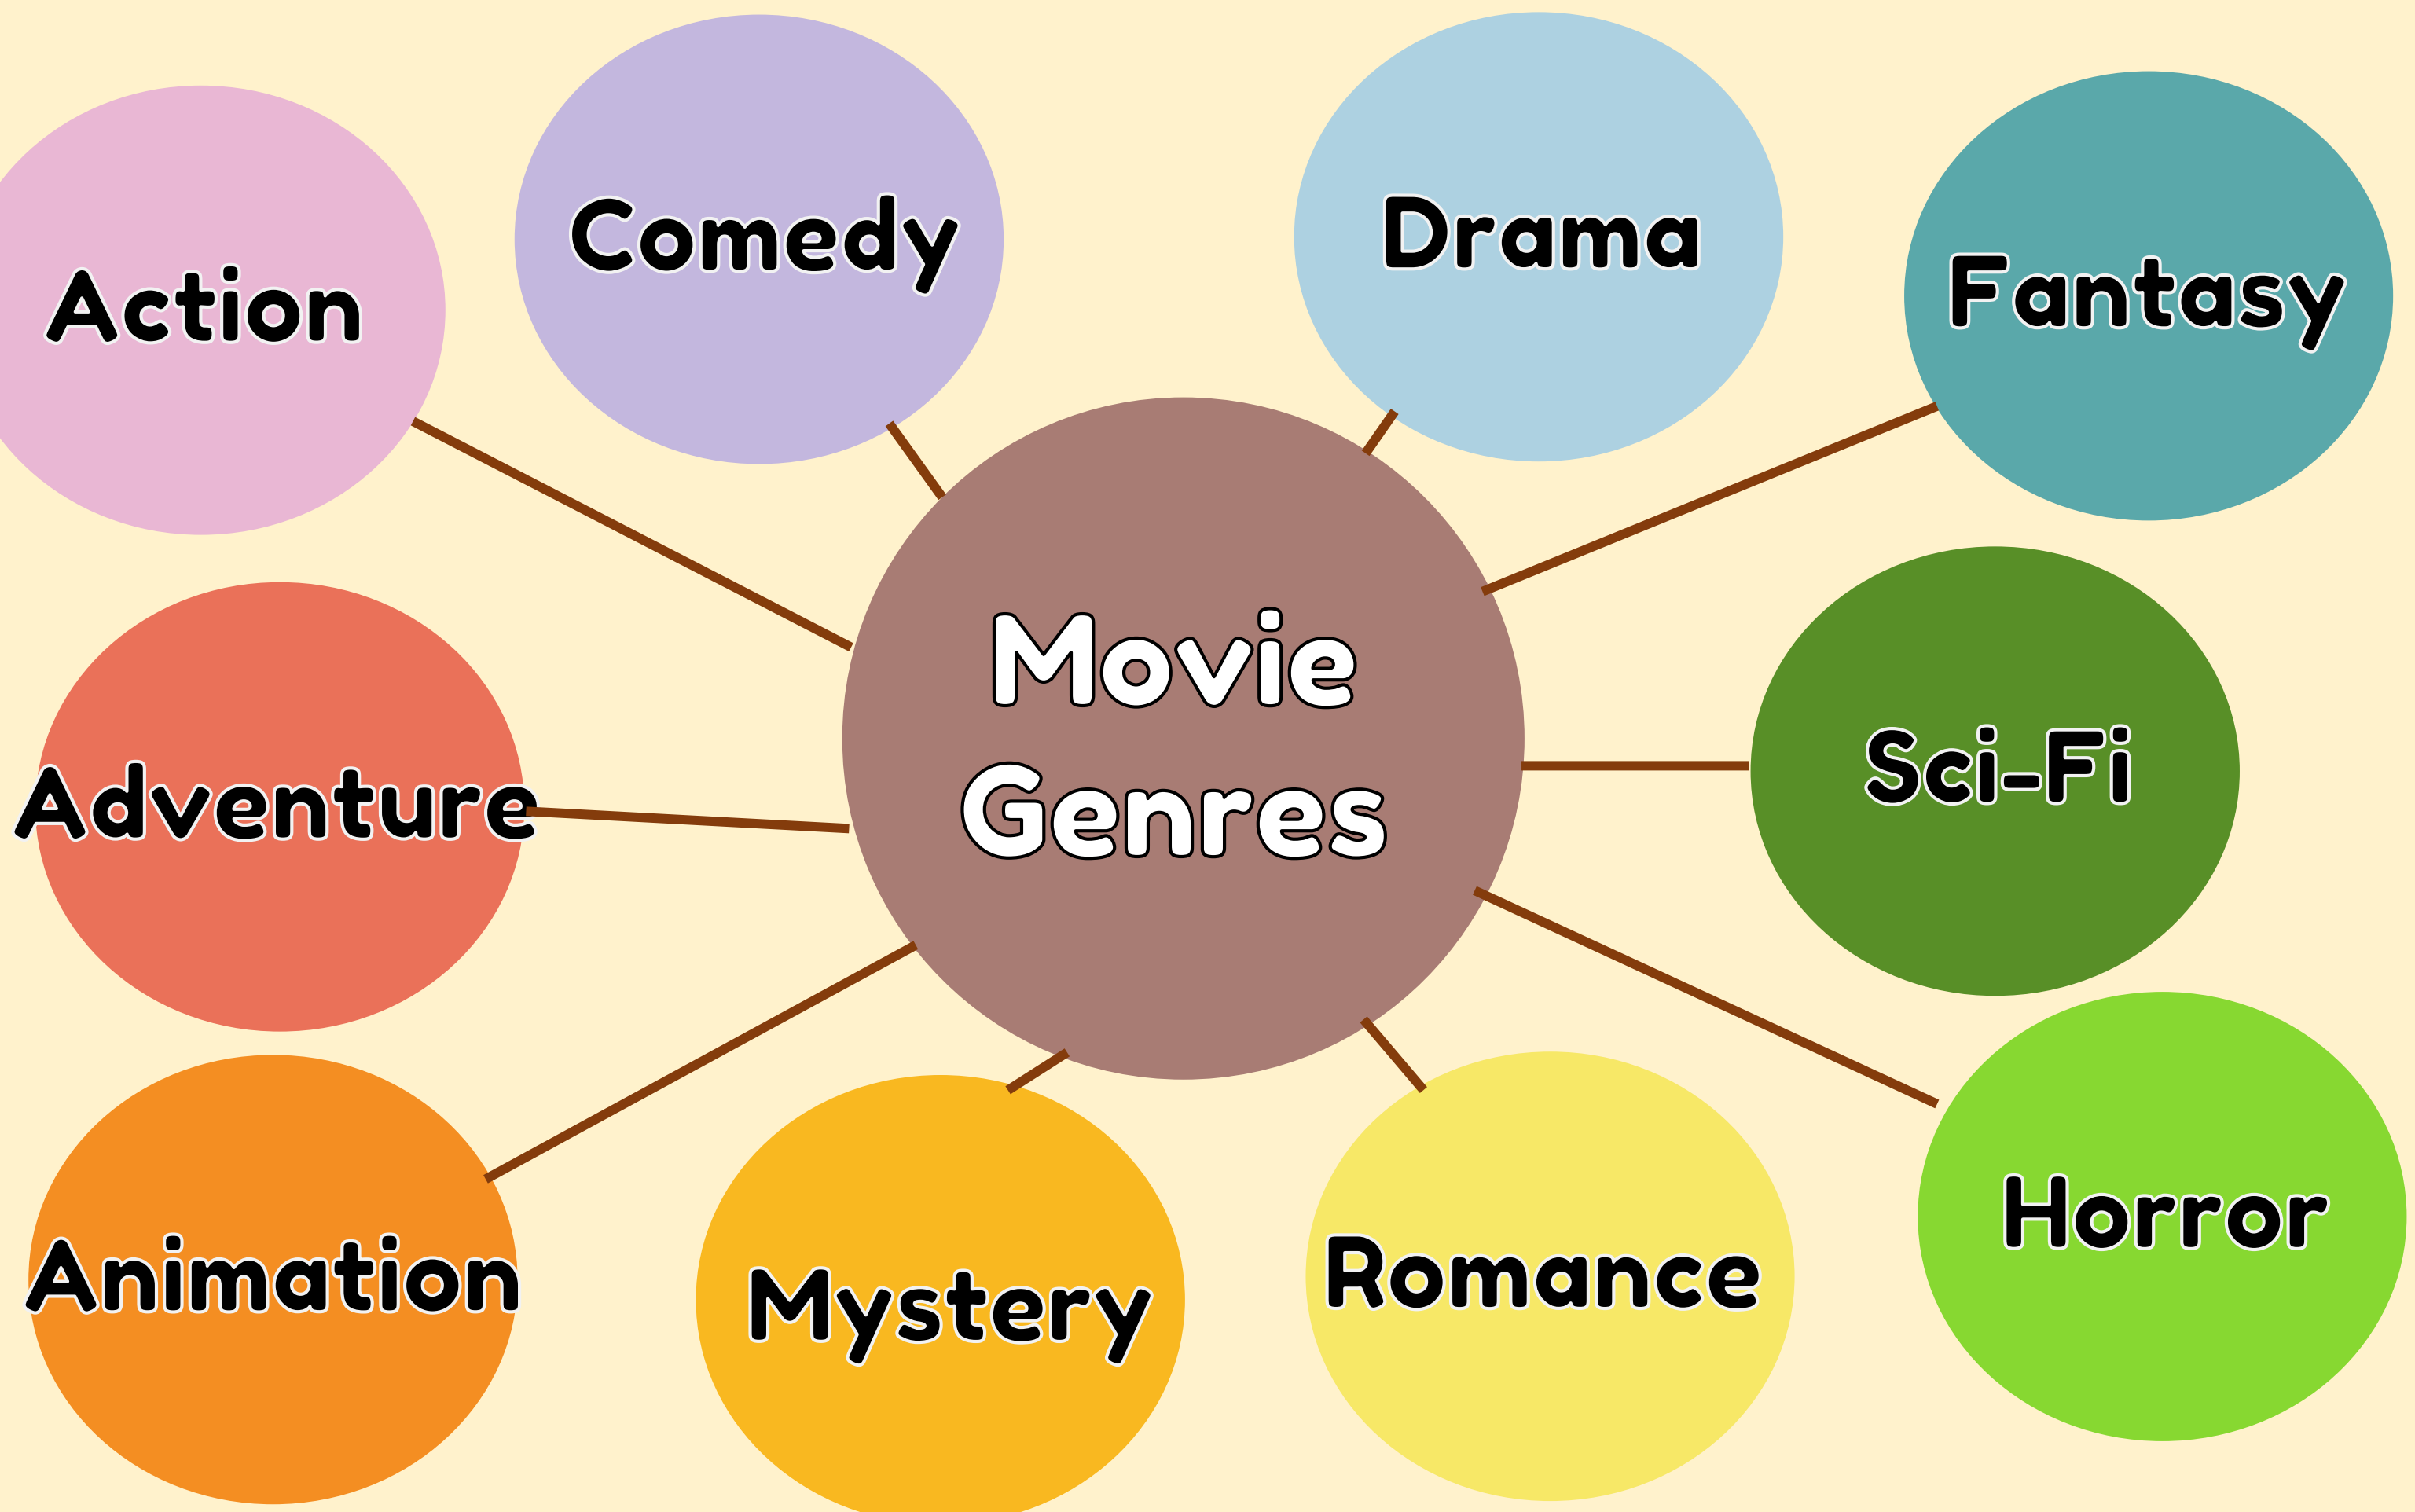 Action
Comedy
Drama
Fantasy
Movie
Genres
Adventure
Sci-Fi
Animation
Mystery
Romance
Horror